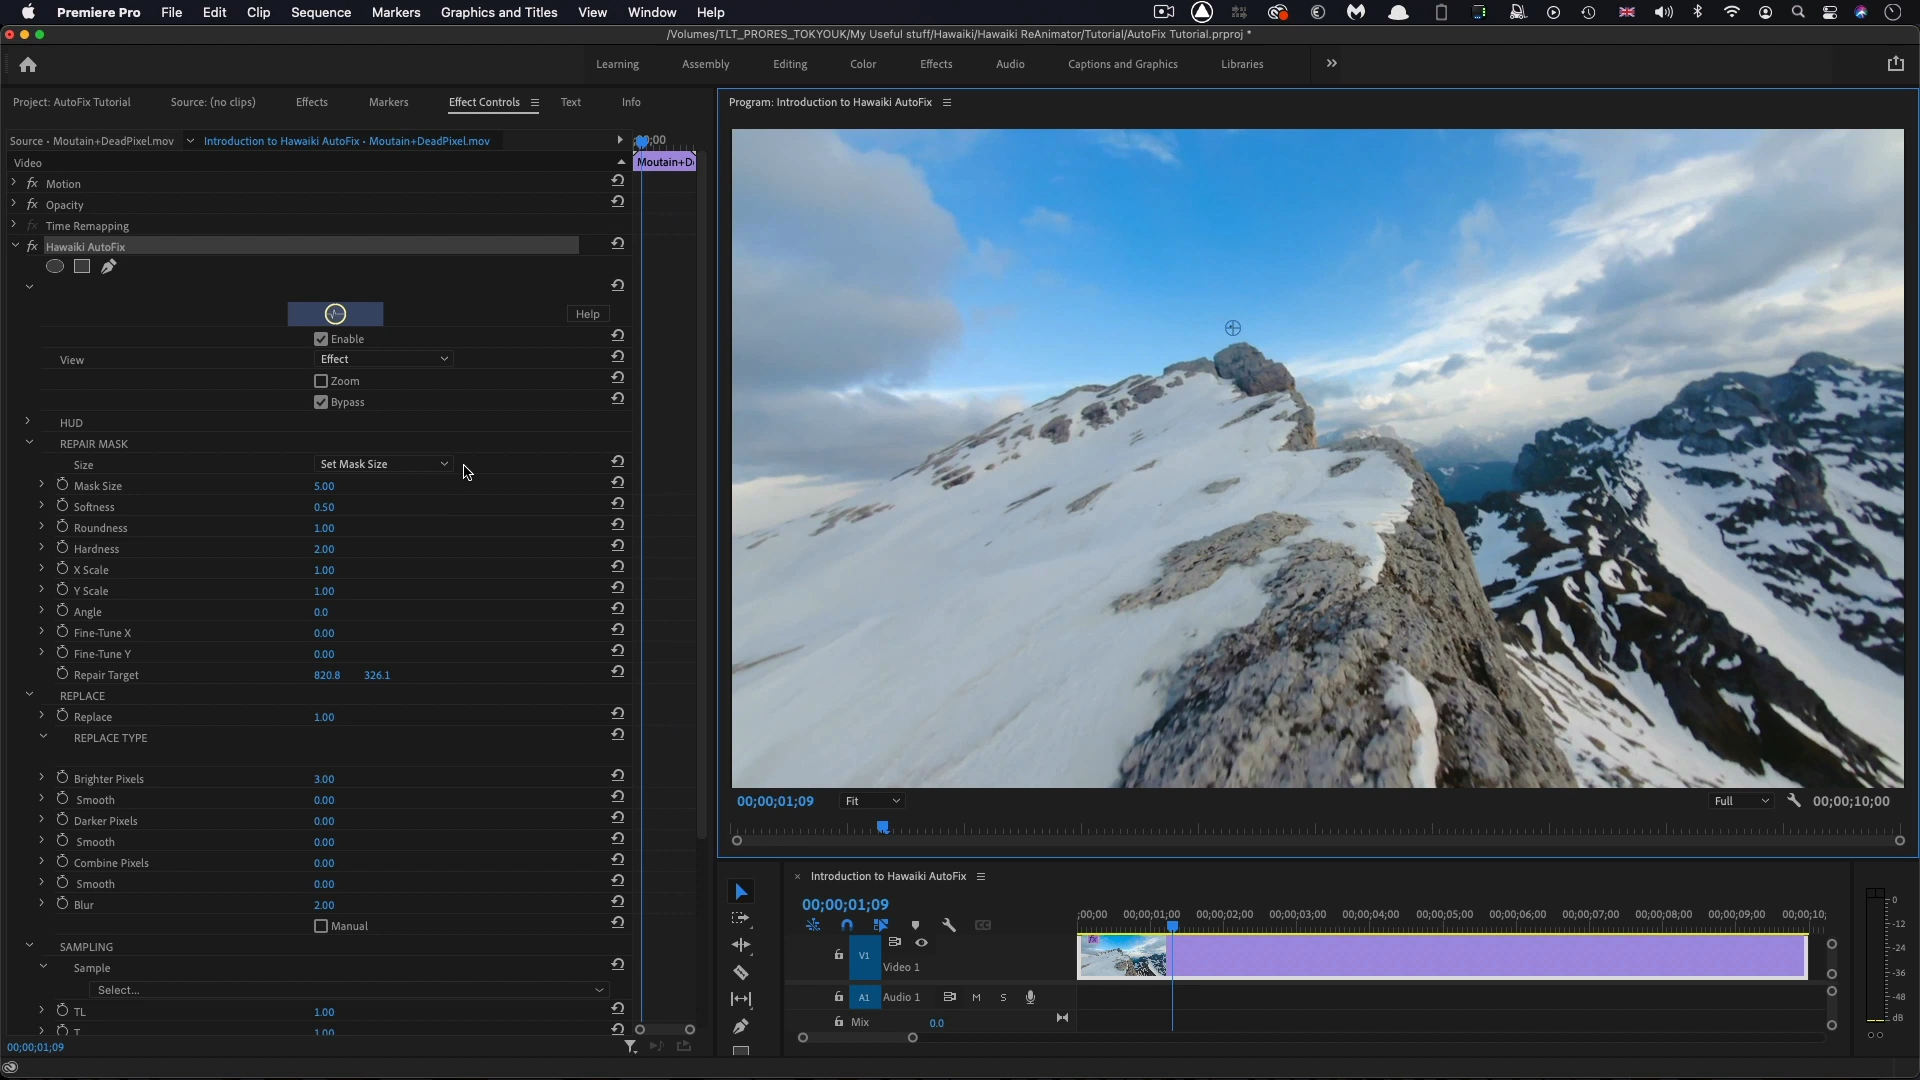 Premiere Pro File Edit Clip Sequence Markers Graphics and Titles View Window Help
/Volumes/TLT_PRORES_TOKYOUK/My Useful stuff/Hawaiki/Hawaiki ReAnimator/Tutorial/AutoFix Tutorial.prproj *
Learning Assembly Editing Color Effects Audio Captions and Graphics Libraries
Project: AutoFix Tutorial Source: (no clips) Effects Markers Effect Controls Text Info
Program: Introduction to Hawaiki AutoFix
Source • Moutain+DeadPixel.mov Introduction to Hawaiki AutoFix • Moutain+DeadPixel.mov
Video
Moutain+D
fx Motion
fx Opacity
fx Time Remapping
fx Hawaiki AutoFix
Help
Enable
View Effect
Zoom
Bypass
HUD
REPAIR MASK
Size Set Mask Size
Mask Size 5.00
Softness 0.50
Roundness 1.00
Hardness 2.00
X Scale 1.00
Y Scale 1.00
Angle 0.0
Fine-Tune X 0.00
Fine-Tune Y 0.00
Repair Target 820.8 326.1
REPLACE
Replace 1.00
REPLACE TYPE
Brighter Pixels 3.00
Smooth 0.00
Darker Pixels 0.00
Smooth 0.00
Combine Pixels 0.00
Smooth 0.00
Blur 2.00
Manual
SAMPLING
Sample
Select...
TL 1.00
T 1.00
00;00;01;09
00;00;01;09 Fit Full 00;00;10;00
Introduction to Hawaiki AutoFix
00;00;01;09
;00;00 00;00;01;00 00;00;02;00 00;00;03;00 00;00;04;00 00;00;05;00 00;00;06;00 00;00;07;00 00;00;08;00 00;00;09;00 00;00;10;
fx
V1 Video 1
A1 Audio 1 M S
Mix 0.0
0
-12
-24
-36
-48
dB